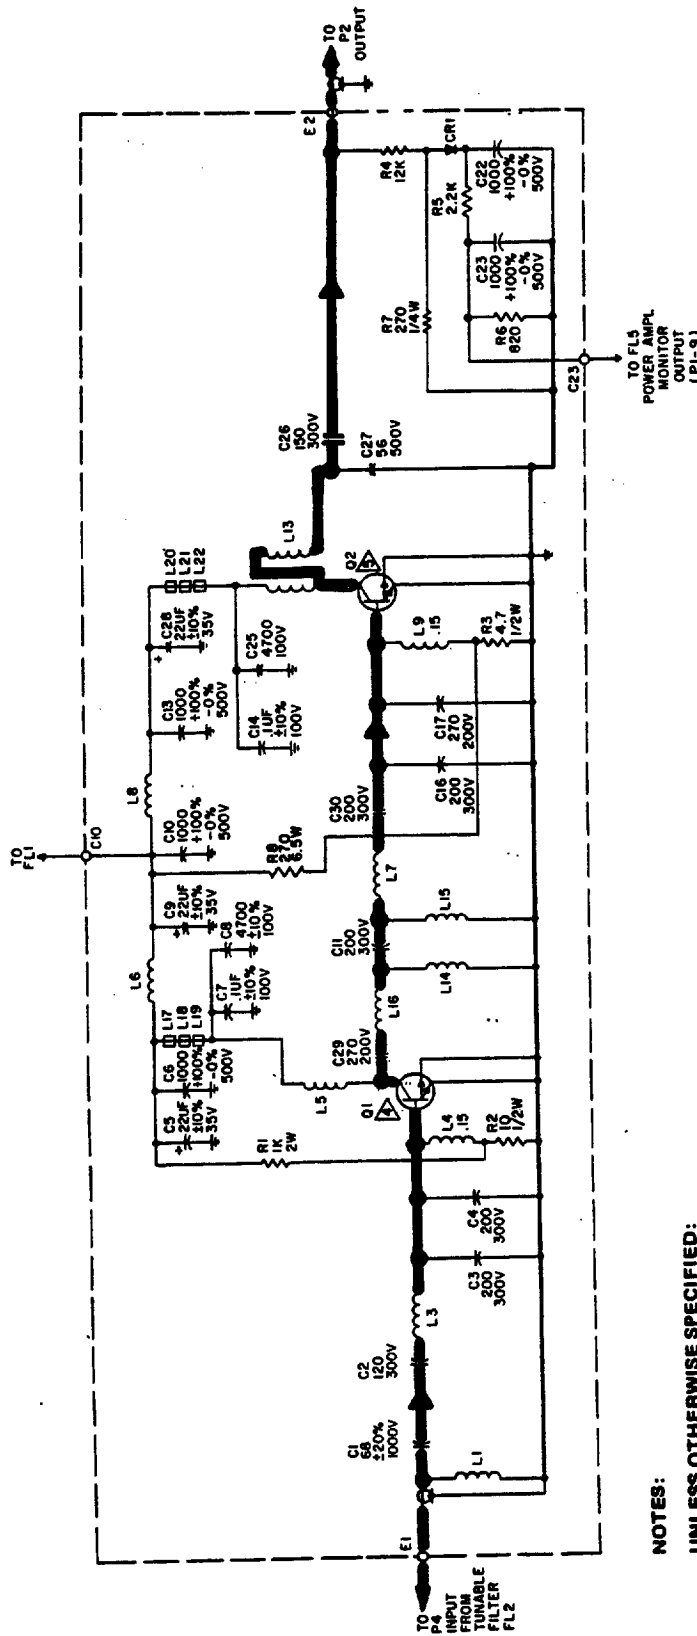 TO
P4
INPUT
FROM
TUNABLE
FILTER
FL2
E1
L1
C1
68
±20%
1000V
C2
120
300V
L3
C3
200
300V
C4
200
300V
L4
.15
R2
10
1/2W
R1
1K
2W
Q1
4
C5
22UF
±10%
35V
C6
1000
+100%
-0%
500V
L17
L18
L19
C7
.1UF
±10%
100V
C8
4700
±10%
100V
L5
C29
270
200V
L16
L14
C11
200
300V
L15
L7
L6
C9
22UF
±10%
35V
TO
FL1
C10
C10
1000
+100%
-0%
500V
R8
270
6.5W
L8
C13
1000
+100%
-0%
500V
C28
22UF
±10%
35V
L20
L21
L22
C14
.1UF
±10%
100V
C25
4700
100V
C30
200
300V
C16
200
300V
C17
270
200V
L9
.15
R3
4.7
1/2W
Q2
L13
C26
150
300V
C27
56
500V
R7
270
1/4W
R4
12K
CR1
R5
2.2K
C22
1000
+100%
-0%
500V
C23
1000
+100%
-0%
500V
R6
820
C23
TO FL5
POWER AMPL
MONITOR
OUTPUT
(P1-9)
E2
TO
P2
OUTPUT
NOTES:
UNLESS OTHERWISE SPECIFIED: